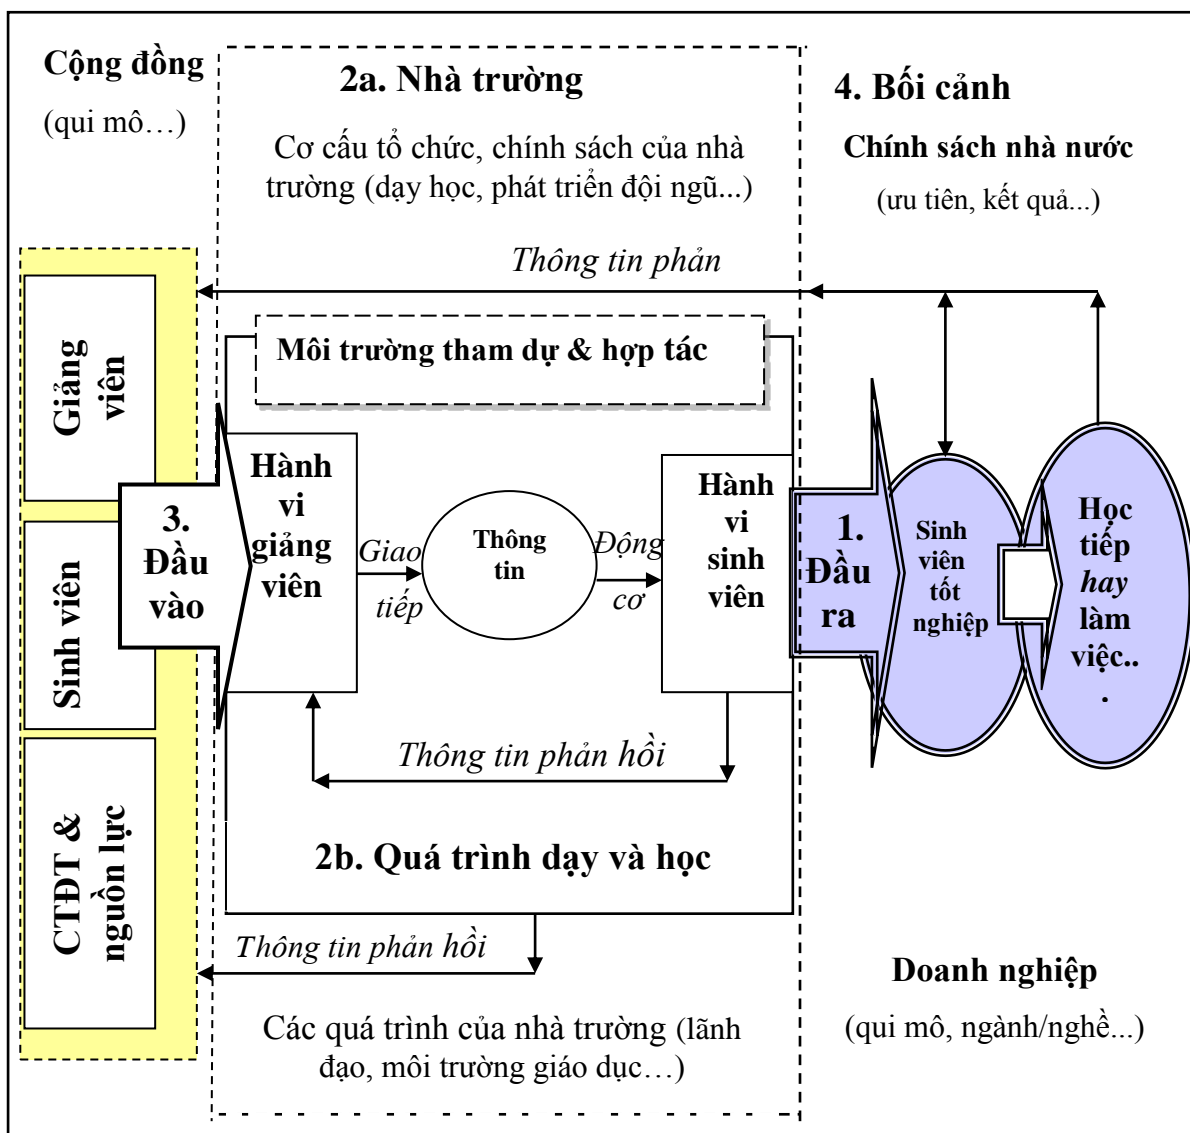 Cộng đồng
(qui mô…)
2a. Nhà trường
Cơ cấu tổ chức, chính sách của nhà
trường (dạy học, phát triển đội ngũ...)
4. Bối cảnh
Chính sách nhà nước
(ưu tiên, kết quả...)
Thông tin phản
Môi trường tham dự & hợp tác
Giảng
viên
Sinh viên
CTĐT &
nguồn lực
3.
Đầu
vào
Hành
vi
giảng
viên
Giao
tiếp
Thông
tin
Động
cơ
Hành
vi
sinh
viên
1.
Đầu
ra
Sinh
viên
tốt
nghiệp
Học
tiếp
hay
làm
việc..
.
Thông tin phản hồi
2b. Quá trình dạy và học
Thông tin phản hồi
Các quá trình của nhà trường (lãnh
đạo, môi trường giáo dục…)
Doanh nghiệp
(qui mô, ngành/nghề...)